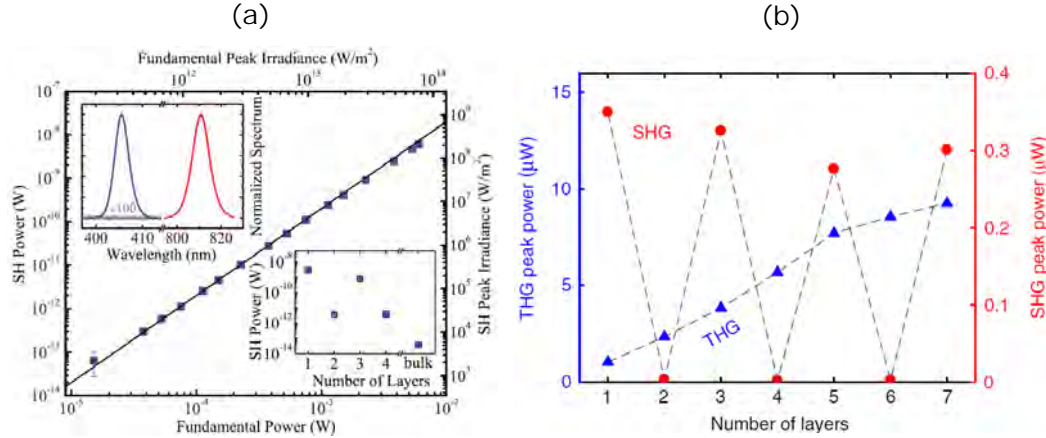 (a)
(b)
Fundamental Peak Irradiance (W/m²)
10¹² 10¹³ 10¹⁴
10⁻⁷
10⁻⁸
10⁻⁹
10⁻¹⁰
10⁻¹¹
10⁻¹²
10⁻¹³
10⁻¹⁴
SH Power (W)
×100
400 410 800 820
Wavelength (nm)
Normalized Spectrum
SH Power (W)
10⁻⁸
10⁻¹⁰
10⁻¹²
10⁻¹⁴
1 2 3 4 bulk
Number of Layers
10⁹
10⁸
10⁷
10⁶
10⁵
10⁴
10³
SH Peak Irradiance (W/m²)
10⁻⁵ 10⁻⁴ 10⁻³ 10⁻²
Fundamental Power (W)
THG peak power (µW)
15
10
5
0
SHG
THG
0.4
0.3
0.2
0.1
0
SHG peak power (µW)
1 2 3 4 5 6 7
Number of layers